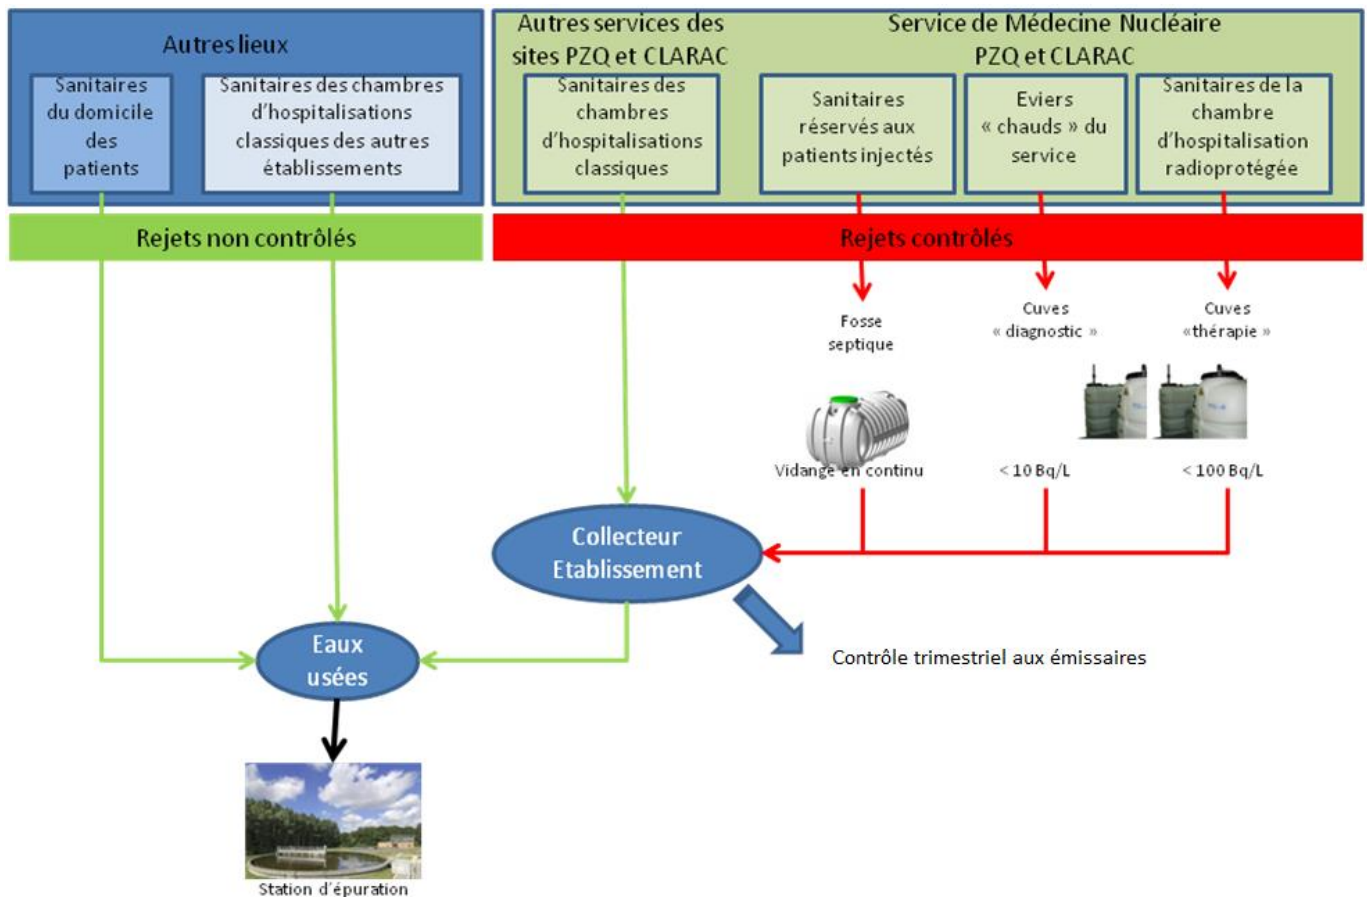 Autres lieux
Sanitaires
du domicile
des
patients
Sanitaires des chambres
d'hospitalisations
classiques des autres
établissements
Autres services des
sites PZQ et CLARAC
Sanitaires des
chambres
d'hospitalisations
classiques
Service de Médecine Nucléaire
PZQ et CLARAC
Sanitaires
réservés aux
patients injectés
Eviers
« chauds » du
service
Sanitaires de la
chambre
d'hospitalisation
radioprotégée
Rejets non contrôlés
Rejets contrôlés
Fosse
septique
Cuves
« diagnostic »
Cuves
«thérapie »
Vidange en continu
< 10 Bq/L
< 100 Bq/L
Collecteur
Etablissement
Eaux
usées
Contrôle trimestriel aux émissaires
Station d'épuration